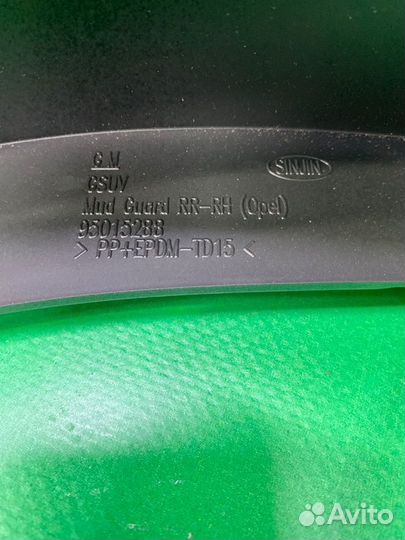 GM
GSUV
SINJIN
Mud Guard RR-RH (Opel)
95015288
> PP+EPDM-TD15 <
Avito